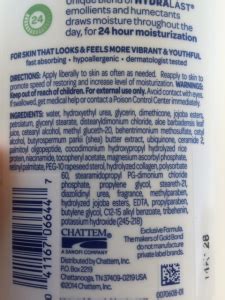 Unique blend of HYDRALAST
emollients and humectants
draws moisture throughout the
day, for 24 hour moisturization
24
FOR SKIN THAT LOOKS & FEELS MORE VIBRANT & YOUTHFUL
fast absorbing • hypoallergenic • dermatologist tested
DIRECTIONS: Apply liberally to skin as often as needed. Reapply to skin to
promote speed of restoring and increase level of moisturization. WARNINGS:
Keep out of reach of children. For external use only. Avoid contact with eyes.
If swallowed, get medical help or contact a Poison Control Center immediately.
INGREDIENTS: water, hydroxyethyl urea, glycerin, dimethicone, jojoba esters,
petrolatum, glyceryl stearate, distearyldimonium chloride, aloe barbadensis leaf
juice, cetearyl alcohol, methyl gluceth-20, behentrimonium methosulfate, cetyl
alcohol, butyrospermum parkii (shea) butter extract, ubiquinone, ceramide 2,
palmitoyl oligopeptide, cocodimonium hydroxypropyl hydrolyzed rice
protein, niacinamide, tocopheryl acetate, magnesium ascorbyl phosphate,
retinyl palmitate, PEG-10 rapeseed sterol, hydrolyzed collagen, polysorbate
60, stearamidopropyl PG-dimonium chloride
phosphate, propylene glycol, steareth-21,
diazolidinyl urea, fragrance, methylparaben,
hydrolyzed jojoba esters, EDTA, propylparaben,
butylene glycol, C12-15 alkyl benzoate, tribehenin,
potassium hydroxide (245-218)
CHATTEM
A SANOFI COMPANY
Distributed by Chattem, Inc.
P.O. Box 2219
Chattanooga, TN 37409-0219 USA
©2014 Chattem, Inc.
Exclusive Formula.
The makers of Gold Bond
do not manufacture
private label brands.
0070606-01
41167 06644 7